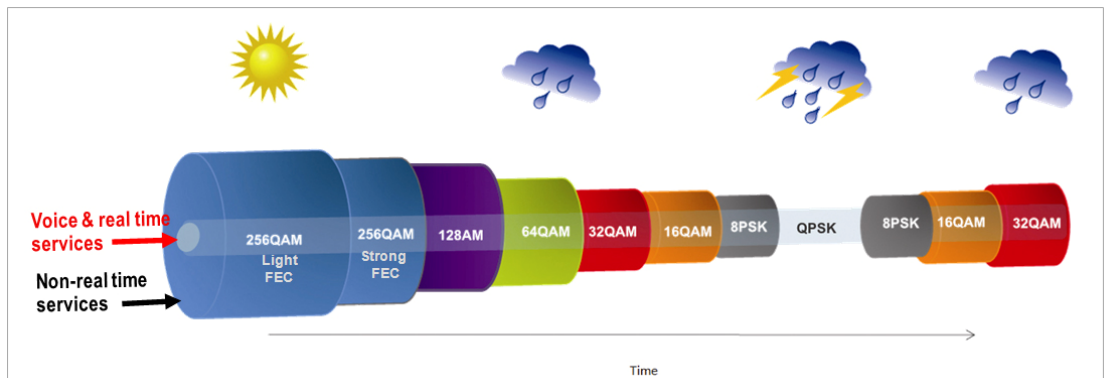 Voice & real time
services
Non-real time
services
256QAM
Light
FEC
256QAM
Strong
FEC
128AM
64QAM
32QAM
16QAM
8PSK
QPSK
8PSK
16QAM
32QAM
Time